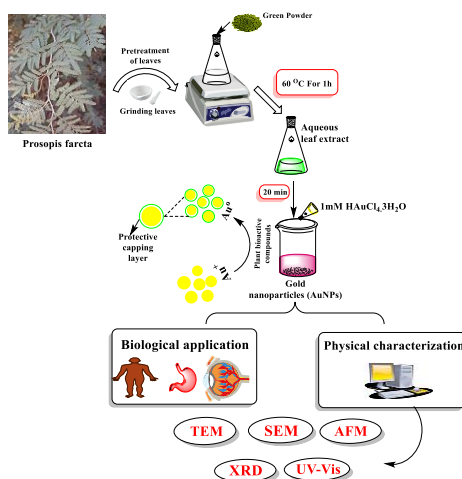 Green Powder
Pretreatment
of leaves
Grinding leaves
Prosopis farcta
60 OC For 1h
Aqueous
leaf extract
20 min
1mM HAuCl4.3H2O
Au0
Plant bioactive
compounds
Au+
Protective
capping
layer
Gold
nanoparticles (AuNPs)
Biological application
Physical characterization
TEM
SEM
AFM
XRD
UV-Vis